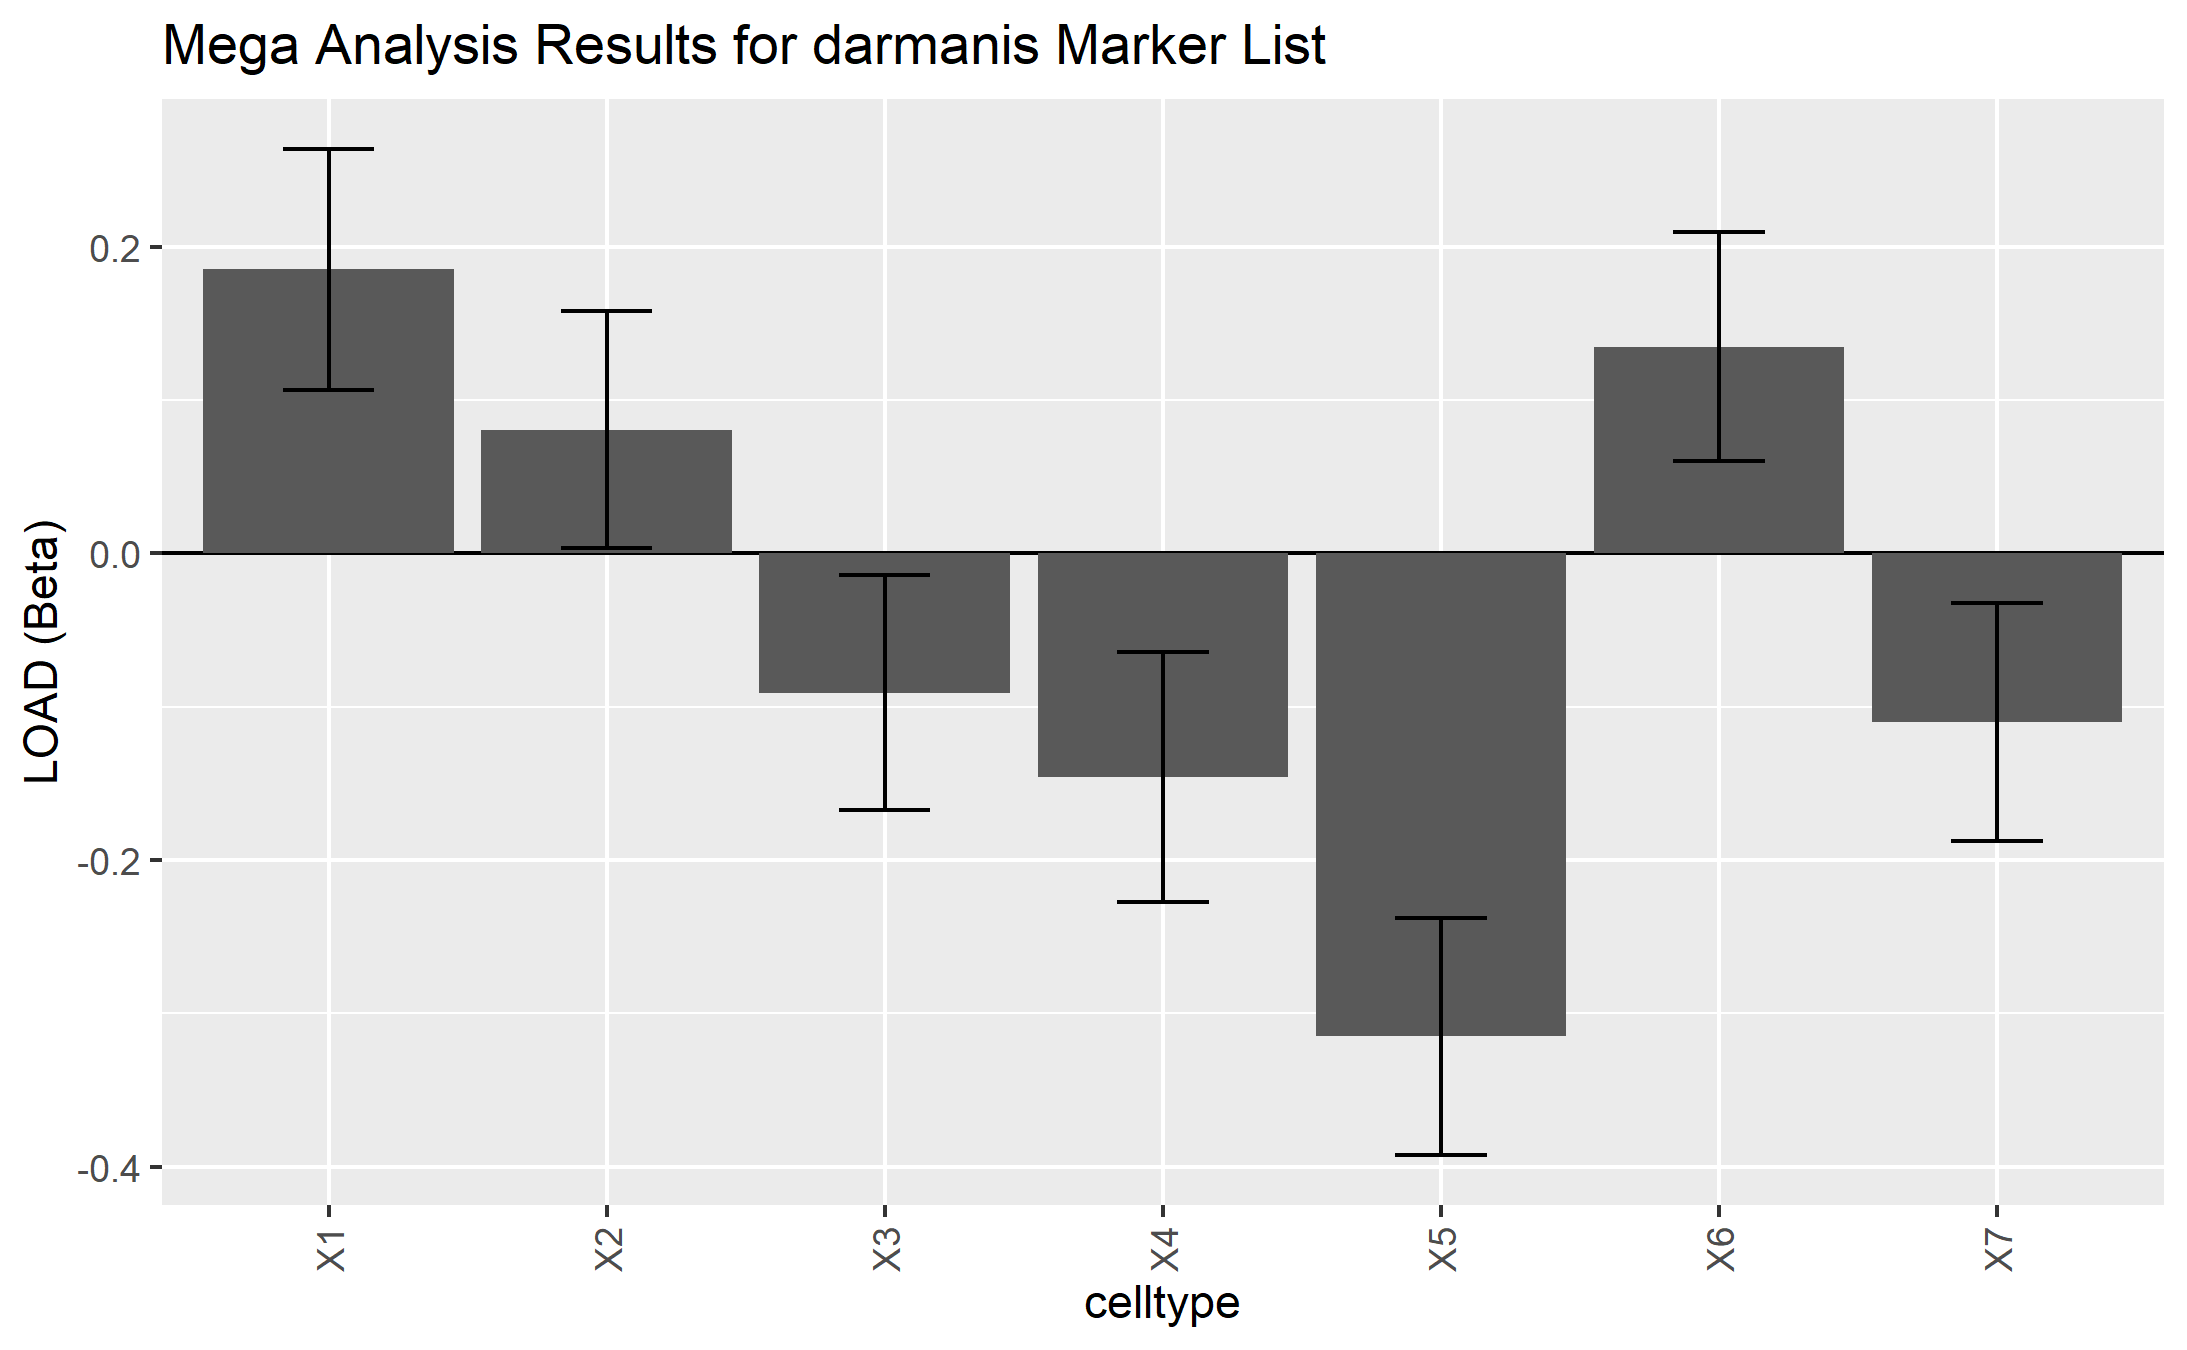 Mega Analysis Results for darmanis Marker List
LOAD (Beta)
0.2
0.0
-0.2
-0.4
X1
X2
X3
X4
X5
X6
X7
celltype